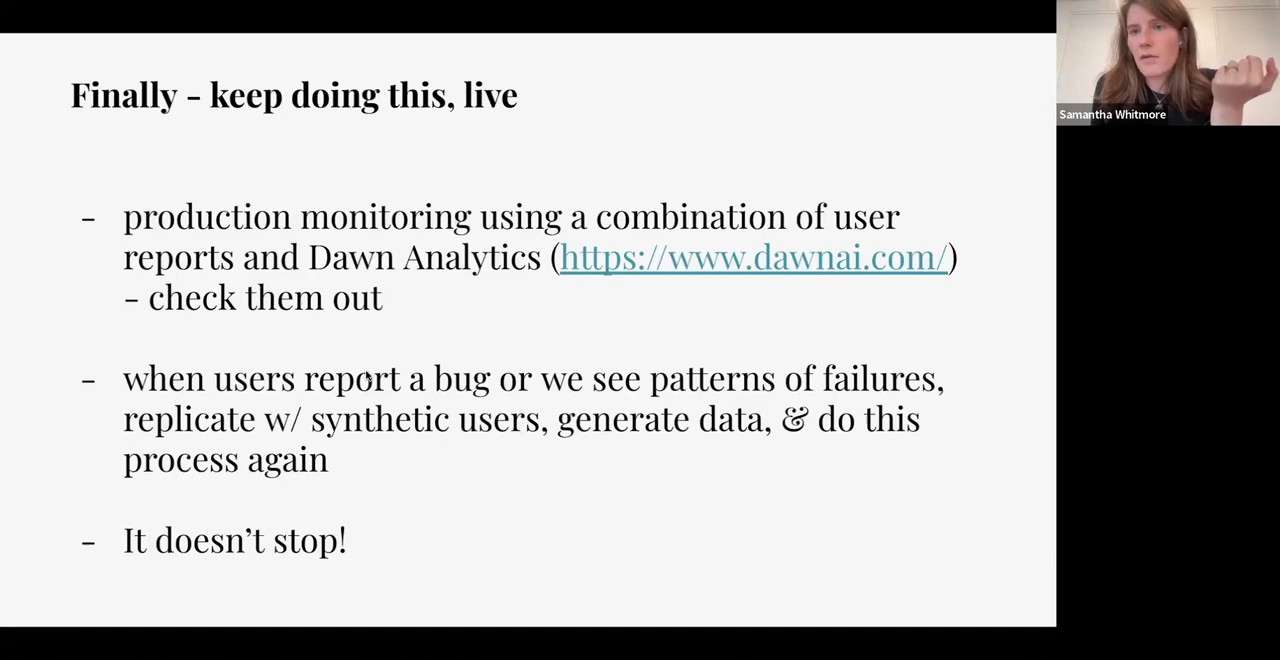 Finally - keep doing this, live
- production monitoring using a combination of user
reports and Dawn Analytics (https://www.dawnai.com/)
- check them out
- when users report a bug or we see patterns of failures,
replicate w/ synthetic users, generate data, & do this
process again
- It doesn't stop!
Samantha Whitmore